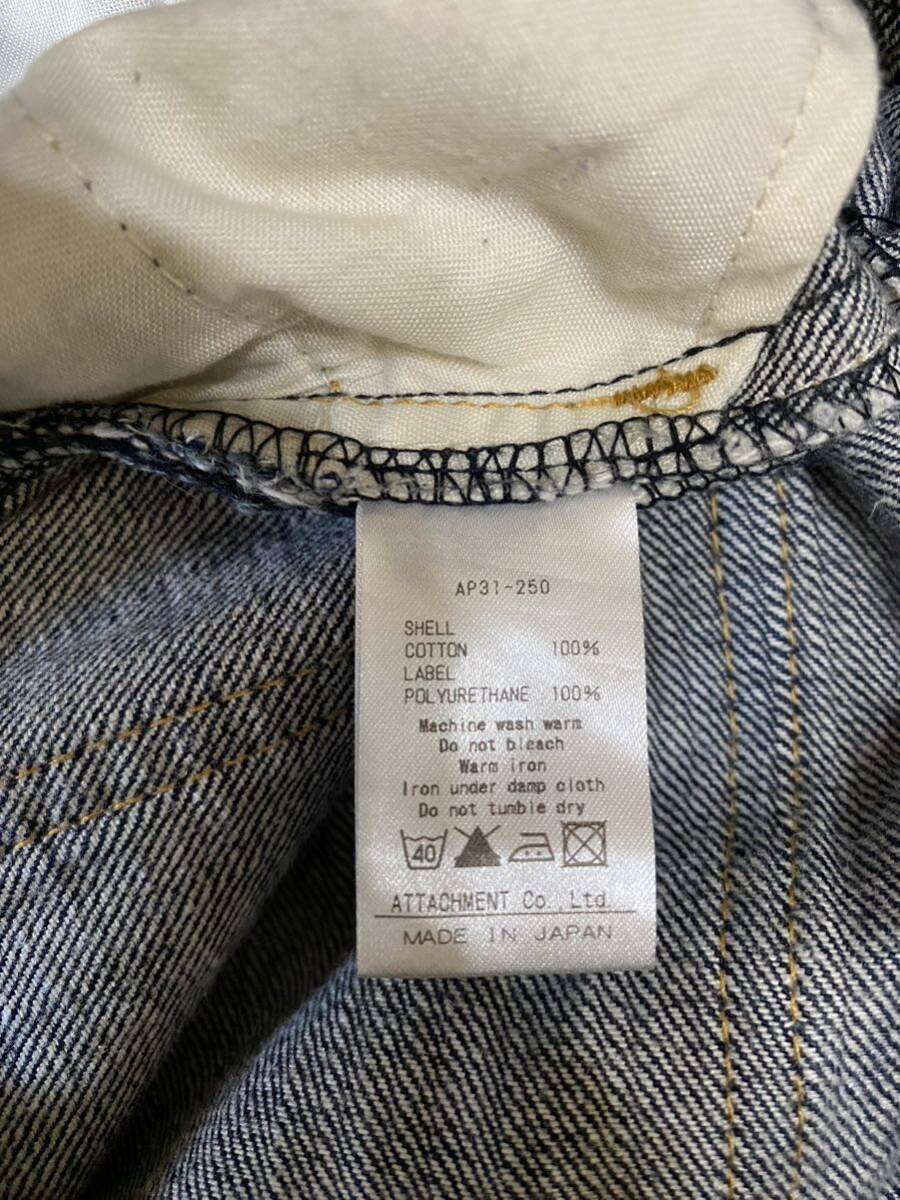 AP31-250
SHELL
COTTON 100%
LABEL
POLYURETHANE 100%
Machine wash warm
Do not bleach
Warm iron
Iron under damp cloth
Do not tumble dry
40
ATTACHMENT Co.,Ltd
MADE IN JAPAN